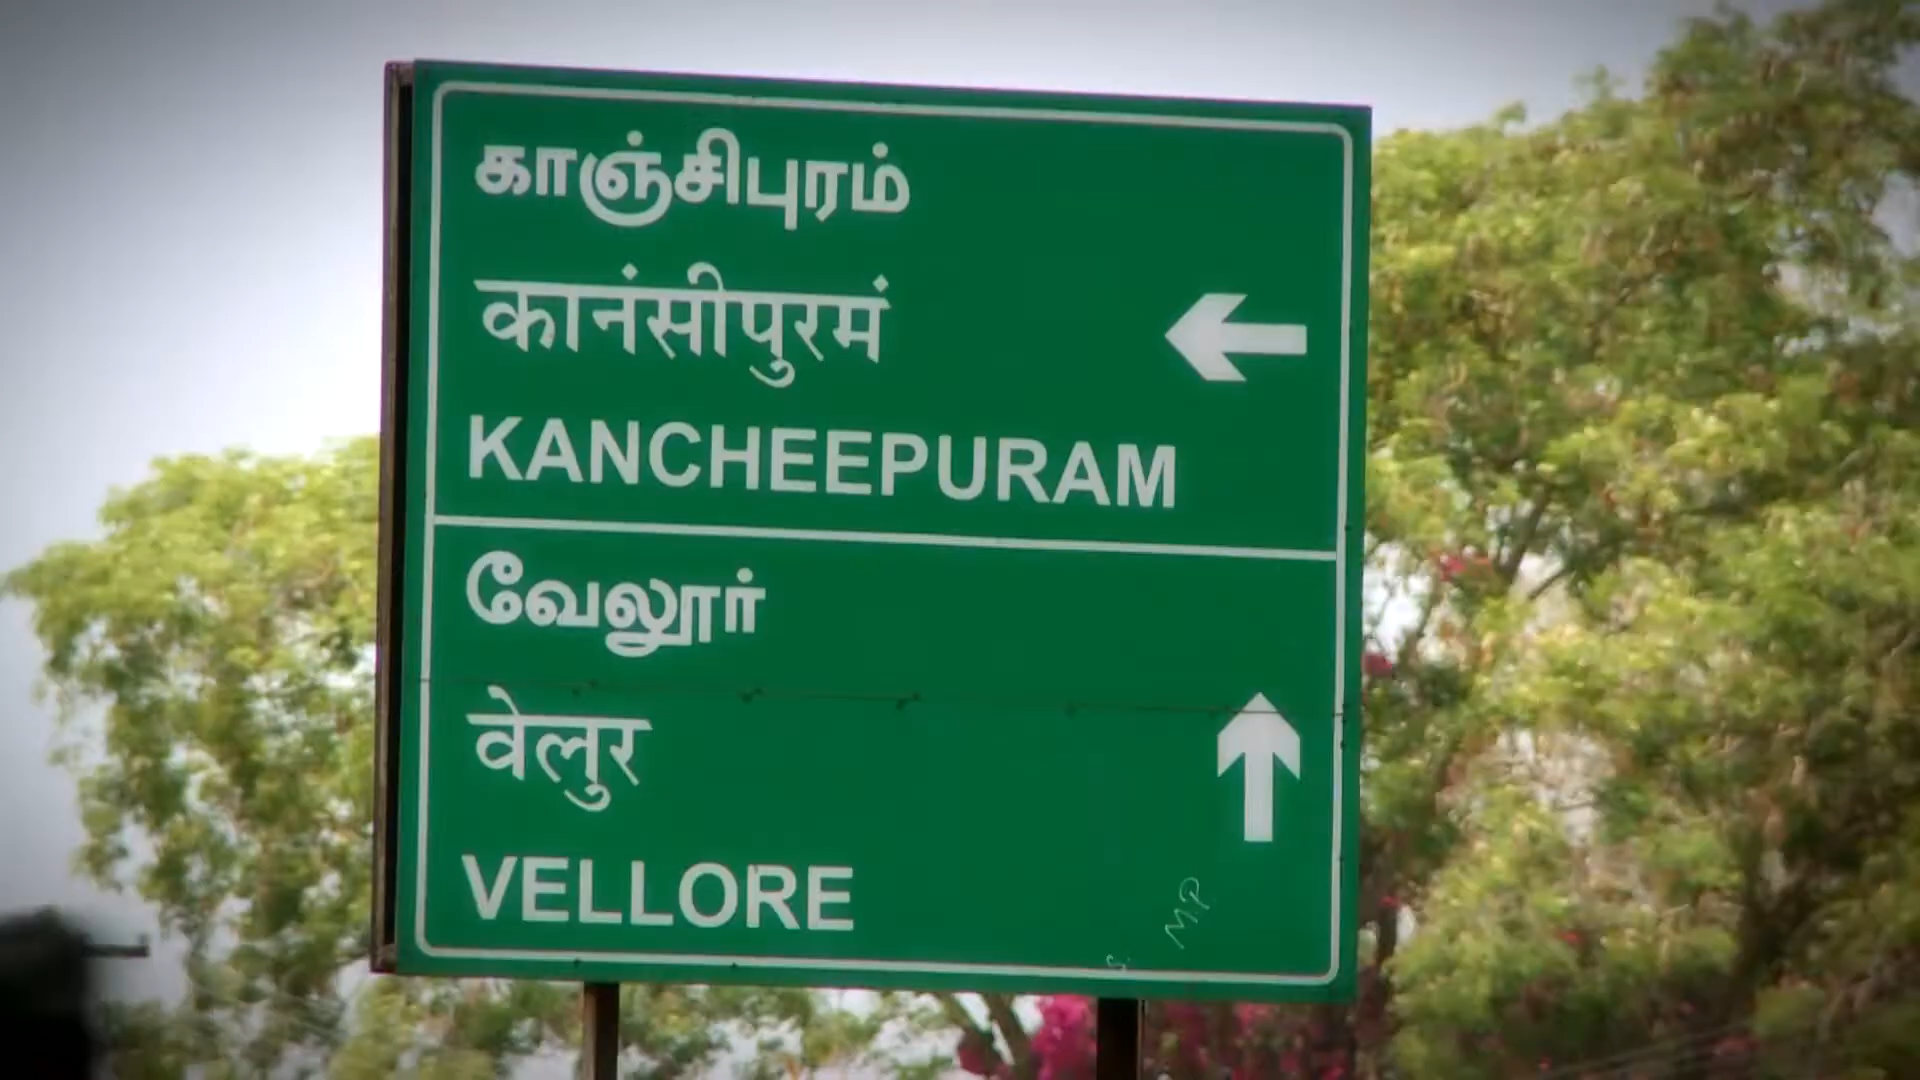 காஞ்சிபுரம்
कानंसीपुरमं
KANCHEEPURAM
வேலூர்
वेलुर
VELLORE
M.P